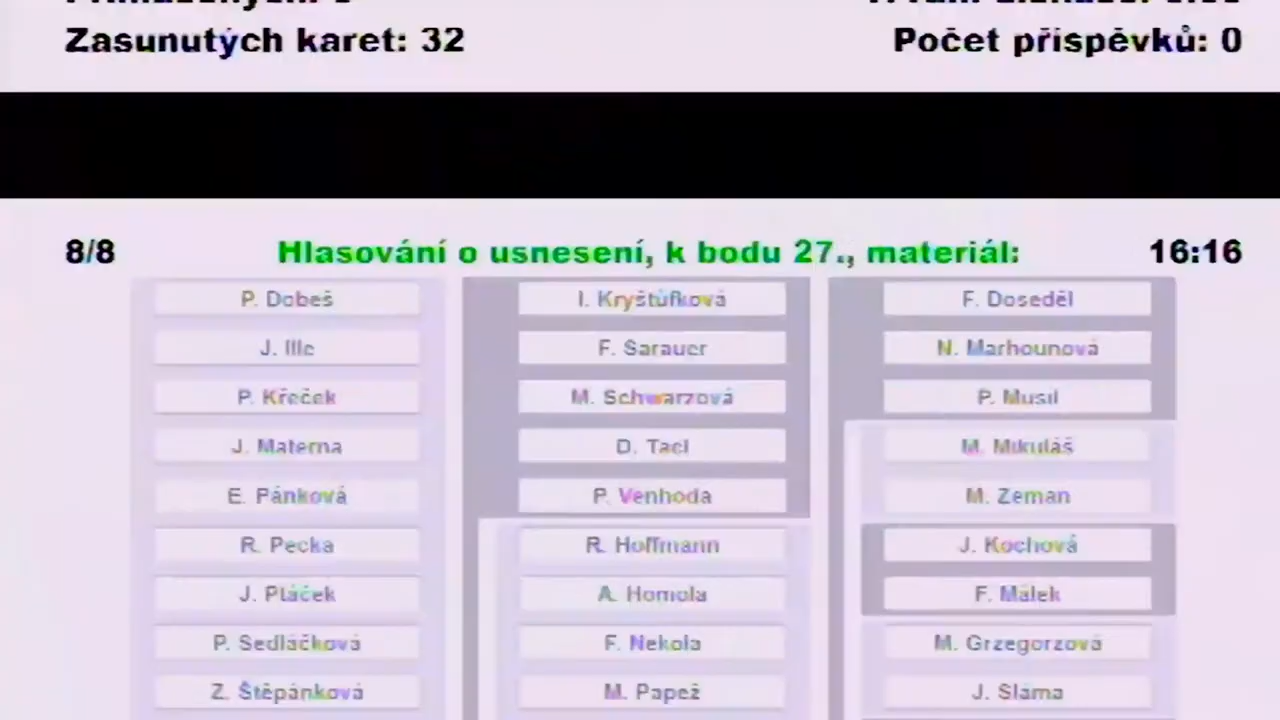 Zasunutých karet: 32
Počet příspěvků: 0
8/8
Hlasování o usnesení, k bodu 27., materiál:
16:16
P. Dobeš
I. Kryštůfková
F. Doseděl
J. Ille
F. Sarauer
N. Marhounová
P. Křeček
M. Schwarzová
P. Musil
J. Materna
D. Tacl
M. Mikuláš
E. Pánková
P. Venhoda
M. Zeman
R. Pecka
R. Hoffmann
J. Kochová
J. Ptáček
A. Homola
F. Málek
P. Sedláčková
F. Nekola
M. Grzegorzová
Z. Štěpánková
M. Papež
J. Sláma